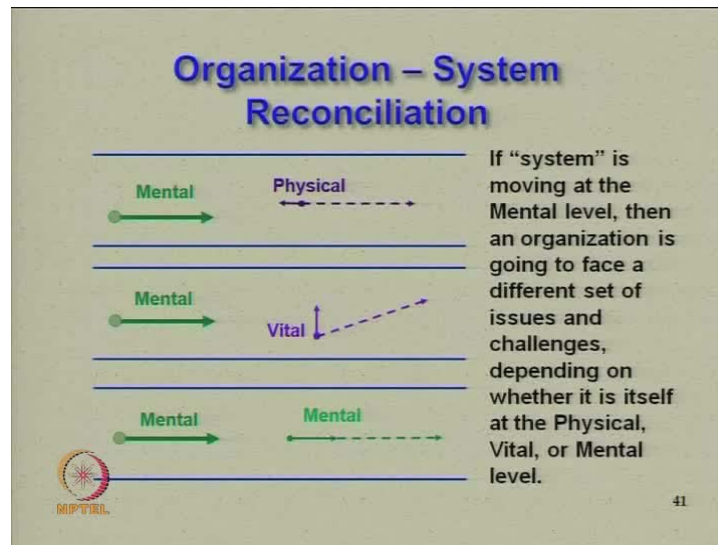 Organization – System
Reconciliation
Mental
Physical
Mental
Vital
Mental
Mental
If “system” is
moving at the
Mental level, then
an organization is
going to face a
different set of
issues and
challenges,
depending on
whether it is itself
at the Physical,
Vital, or Mental
level.
41
NPTEL